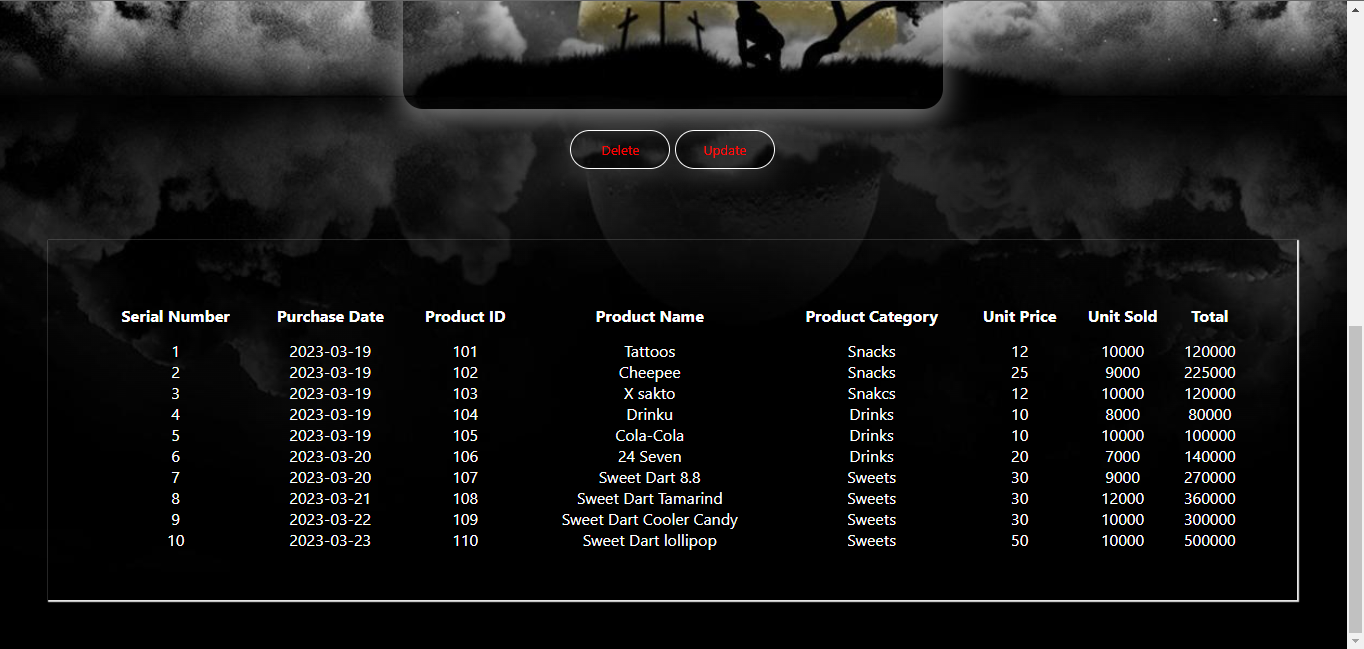 Delete Update
Serial Number Purchase Date Product ID Product Name Product Category Unit Price Unit Sold Total
1 2023-03-19 101 Tattoos Snacks 12 10000 120000
2 2023-03-19 102 Cheepee Snacks 25 9000 225000
3 2023-03-19 103 X sakto Snakcs 12 10000 120000
4 2023-03-19 104 Drinku Drinks 10 8000 80000
5 2023-03-19 105 Cola-Cola Drinks 10 10000 100000
6 2023-03-20 106 24 Seven Drinks 20 7000 140000
7 2023-03-20 107 Sweet Dart 8.8 Sweets 30 9000 270000
8 2023-03-21 108 Sweet Dart Tamarind Sweets 30 12000 360000
9 2023-03-22 109 Sweet Dart Cooler Candy Sweets 30 10000 300000
10 2023-03-23 110 Sweet Dart lollipop Sweets 50 10000 500000